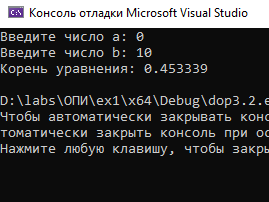 Консоль отладки Microsoft Visual Studio
Введите число a: 0
Введите число b: 10
Корень уравнения: 0.453339
D:\labs\ОПИ\ex1\x64\Debug\dop3.2.e
Чтобы автоматически закрывать конс
томатически закрыть консоль при ос
Нажмите любую клавишу, чтобы закры